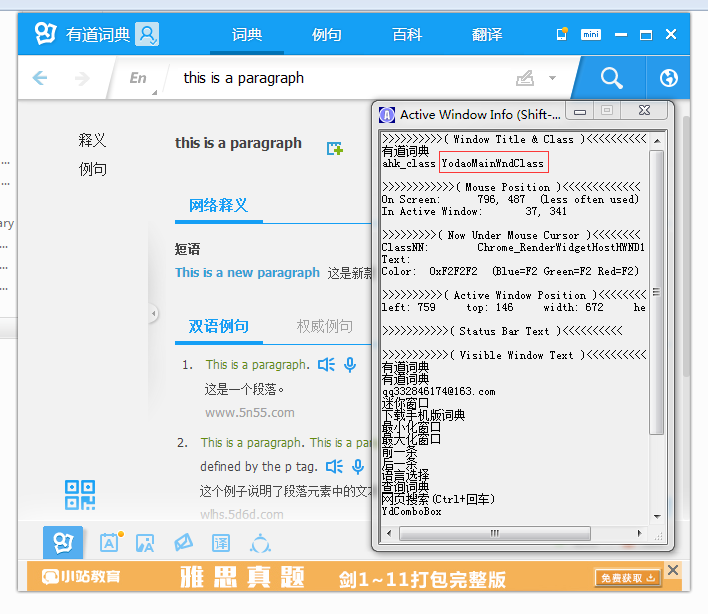 有道词典
词典 例句 百科 翻译
mini
En this is a paragraph
释义
例句
this is a paragraph
网络释义
短语
This is a new paragraph 这是新
双语例句 权威例句
1. This is a paragraph.
这是一个段落。
www.5n55.com
2. This is a paragraph. This is a par
defined by the p tag.
这个例子说明了段落元素中的文本
wlhs.5d6d.com
译
小站教育 雅思真题 剑1~11打包完整版 免费获取
Active Window Info (Shift-...
>>>>>>>>>>( Window Title & Class )<<<<<<<<<<
有道词典
ahk_class YodaoMainWndClass
>>>>>>>>>>>>( Mouse Position )<<<<<<<<<<<<<
On Screen: 796, 487 (less often used)
In Active Window: 37, 341
>>>>>>>>>( Now Under Mouse Cursor )<<<<<<<<
ClassNN: Chrome_RenderWidgetHostHWND1
Text:
Color: 0xF2F2F2 (Blue=F2 Green=F2 Red=F2)
>>>>>>>>>>( Active Window Position )<<<<<<<<<
left: 759 top: 146 width: 672 he
>>>>>>>>>>>( Status Bar Text )<<<<<<<<<<
>>>>>>>>>>>( Visible Window Text )<<<<<<<<<<
有道词典
有道词典
qq332846174@163.com
迷你窗口
下载手机版词典
最小化窗口
最大化窗口
前一条
后一条
语言选择
查询词典
网页搜索(Ctrl+回车)
YdComboBox